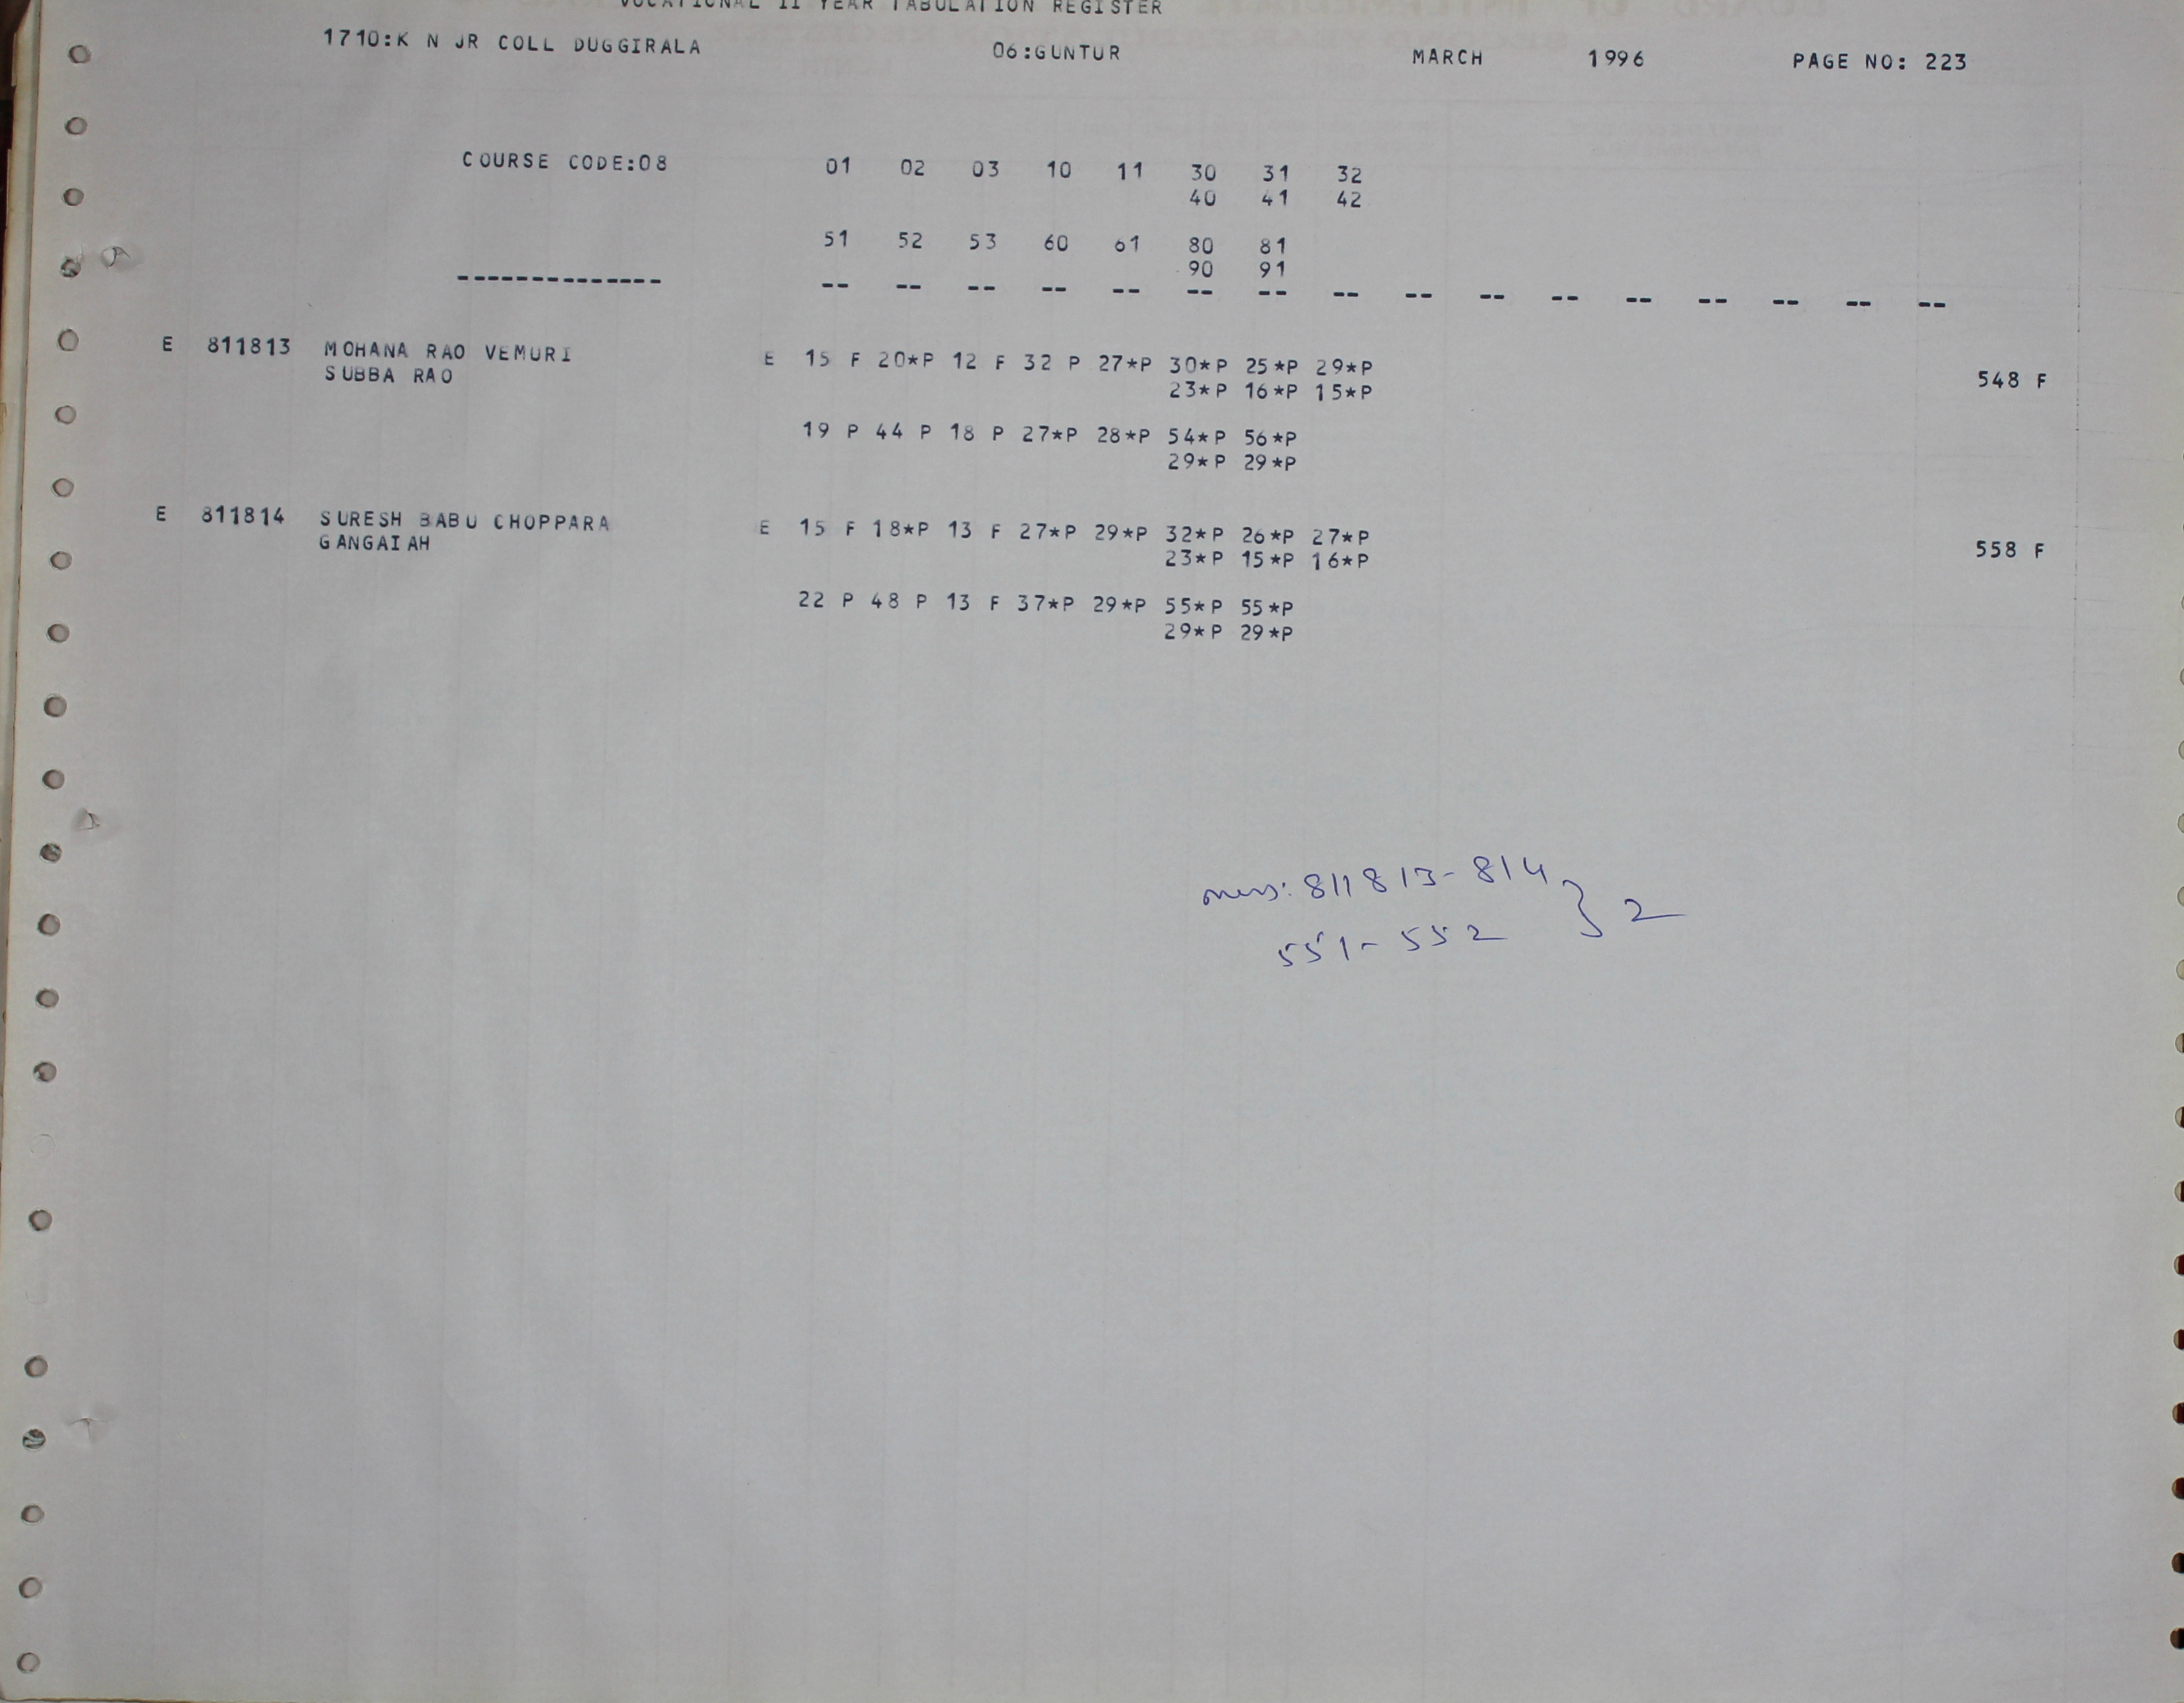 VOCATIONAL II YEAR TABULATION REGISTER
1710:K N JR COLL DUGGIRALA 06:GUNTUR MARCH 1996 PAGE NO: 223
COURSE CODE:08 01 02 03 10 11 30 31 32
40 41 42
51 52 53 60 61 80 81
90 91
-------------- -- -- -- -- -- -- -- -- -- -- -- -- -- -- -- --
E 811813 MOHANA RAO VEMURI E 15 F 20*P 12 F 32 P 27*P 30*P 25*P 29*P
SUBBA RAO 23*P 16*P 15*P 548 F
19 P 44 P 18 P 27*P 28*P 54*P 56*P
29*P 29*P
E 811814 SURESH BABU CHOPPARA E 15 F 18*P 13 F 27*P 29*P 32*P 26*P 27*P
GANGAIAH 23*P 15*P 16*P 558 F
22 P 48 P 13 F 37*P 29*P 55*P 55*P
29*P 29*P
811813-814 } 2
551-552